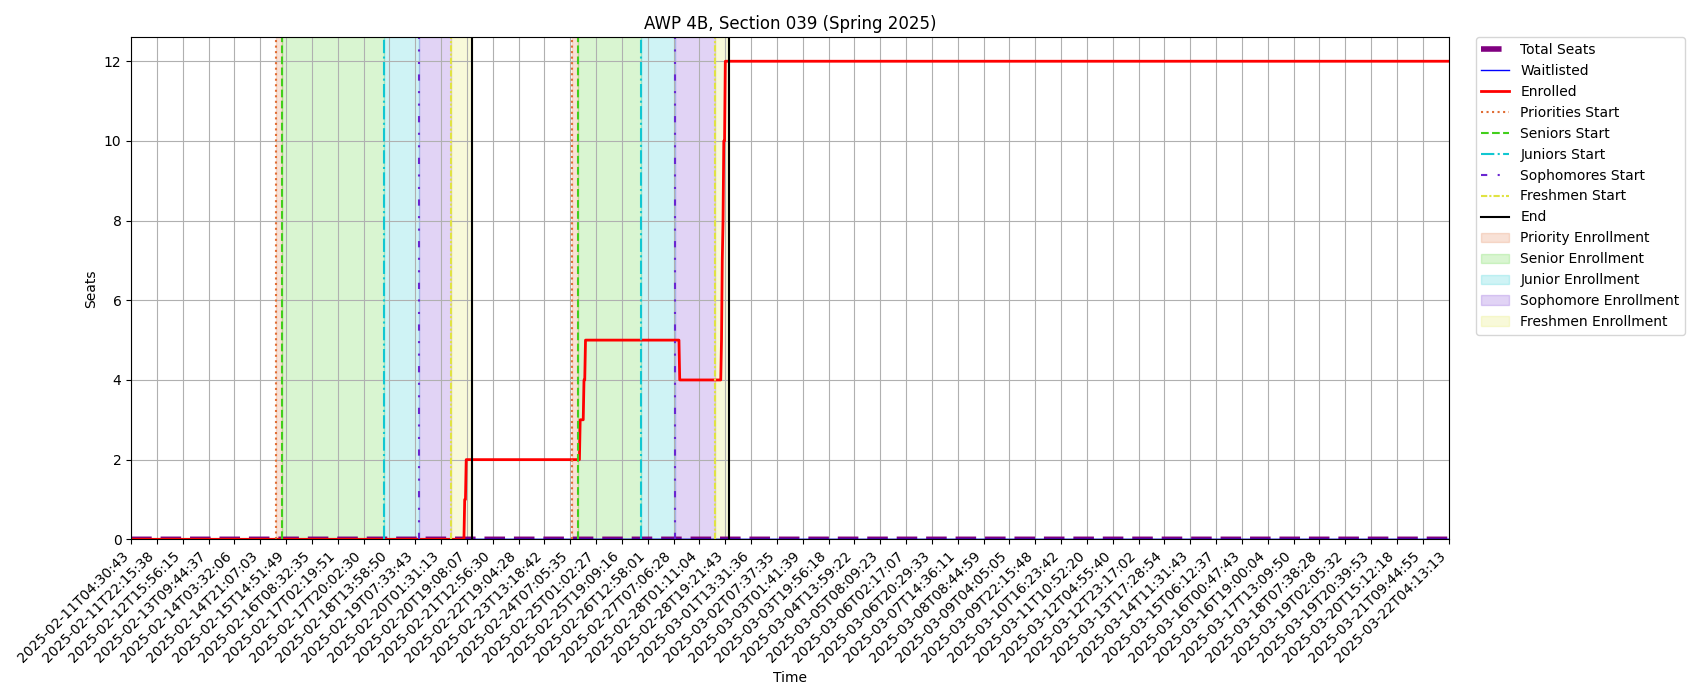 AWP 4B, Section 039 (Spring 2025)
Seats
12
10
8
6
4
2
0
2025-02-11T04:30:43
2025-02-11T22:15:38
2025-02-12T15:56:15
2025-02-13T09:44:37
2025-02-14T03:32:06
2025-02-14T21:07:03
2025-02-15T14:51:49
2025-02-16T08:32:35
2025-02-17T02:19:51
2025-02-17T20:02:30
2025-02-18T13:58:50
2025-02-19T07:33:43
2025-02-20T01:31:13
2025-02-20T19:08:07
2025-02-21T12:56:30
2025-02-22T19:04:28
2025-02-23T13:18:42
2025-02-24T07:05:35
2025-02-25T01:02:27
2025-02-25T19:09:16
2025-02-26T12:58:01
2025-02-27T07:06:28
2025-02-28T01:11:04
2025-02-28T19:21:43
2025-03-01T13:31:36
2025-03-02T07:37:35
2025-03-03T01:41:39
2025-03-03T19:56:18
2025-03-04T13:59:22
2025-03-05T08:09:23
2025-03-06T02:17:07
2025-03-06T20:29:33
2025-03-07T14:36:11
2025-03-08T08:44:59
2025-03-09T04:05:05
2025-03-09T22:15:48
2025-03-10T16:23:42
2025-03-11T10:52:20
2025-03-12T04:55:40
2025-03-12T23:17:02
2025-03-13T17:28:54
2025-03-14T11:31:43
2025-03-15T06:12:37
2025-03-16T00:47:43
2025-03-16T19:00:04
2025-03-17T13:09:50
2025-03-18T07:38:28
2025-03-19T02:05:32
2025-03-19T20:39:53
2025-03-20T15:12:18
2025-03-21T09:44:55
2025-03-22T04:13:13
Time
Total Seats
Waitlisted
Enrolled
Priorities Start
Seniors Start
Juniors Start
Sophomores Start
Freshmen Start
End
Priority Enrollment
Senior Enrollment
Junior Enrollment
Sophomore Enrollment
Freshmen Enrollment